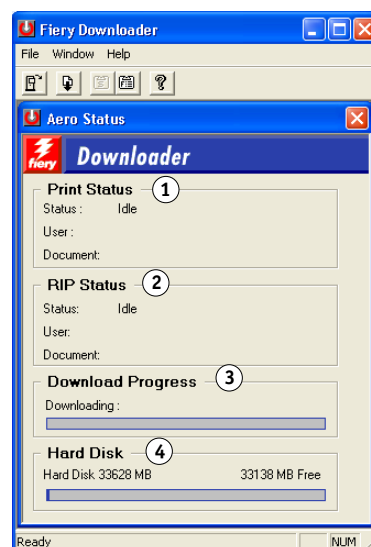 Fiery Downloader
File Window Help
Aero Status
fiery Downloader
Print Status 1
Status : Idle
User :
Document:
RIP Status 2
Status: Idle
User:
Document:
Download Progress 3
Downloading :
Hard Disk 4
Hard Disk 33628 MB 33138 MB Free
Ready NUM